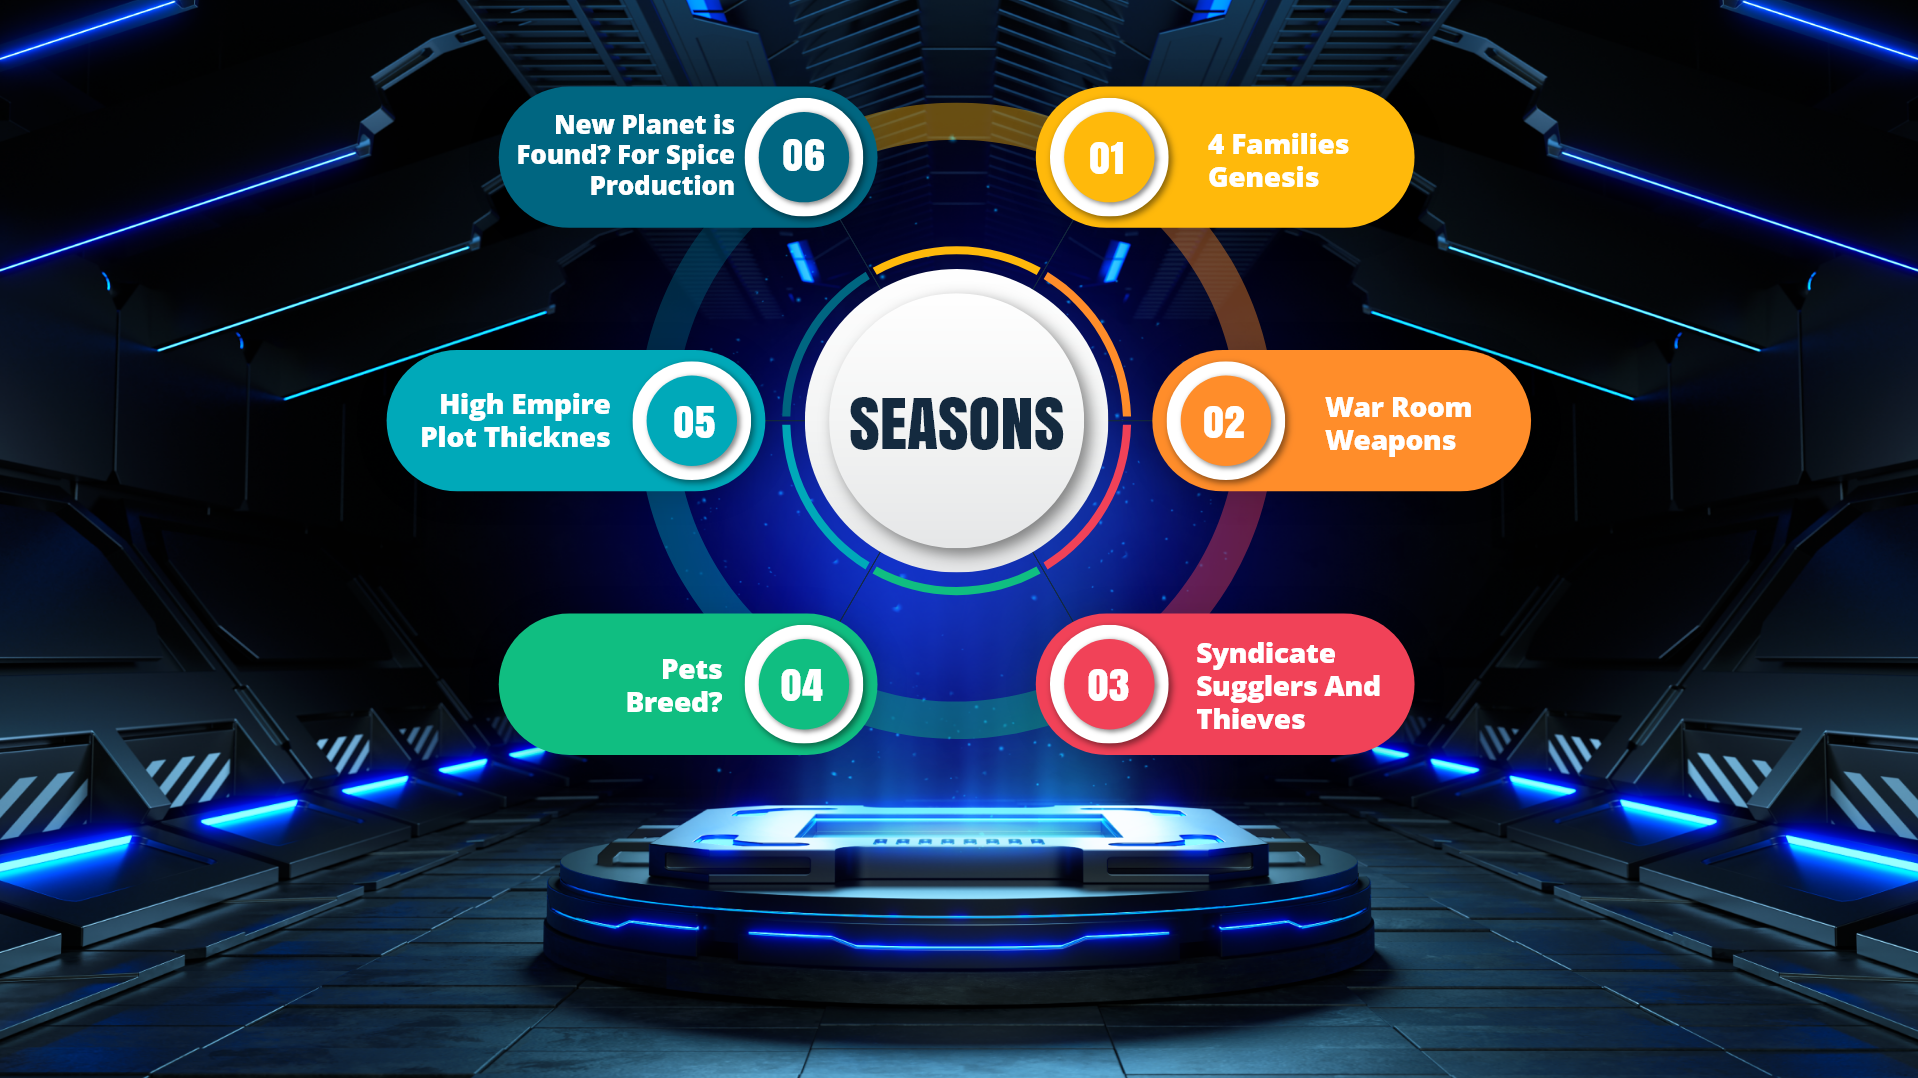 SEASONS
01
4 Families
Genesis
02
War Room
Weapons
03
Syndicate
Sugglers And
Thieves
04
Pets
Breed?
05
High Empire
Plot Thicknes
06
New Planet is
Found? For Spice
Production